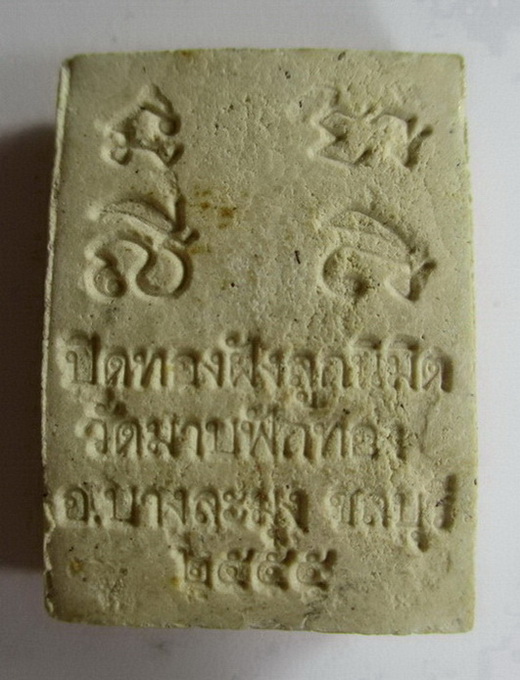 ปิดทองฝังลูกนิมิต
วัดมาบฟักทอง
อ.บางละมุง ชลบุรี
๒๕๕๕